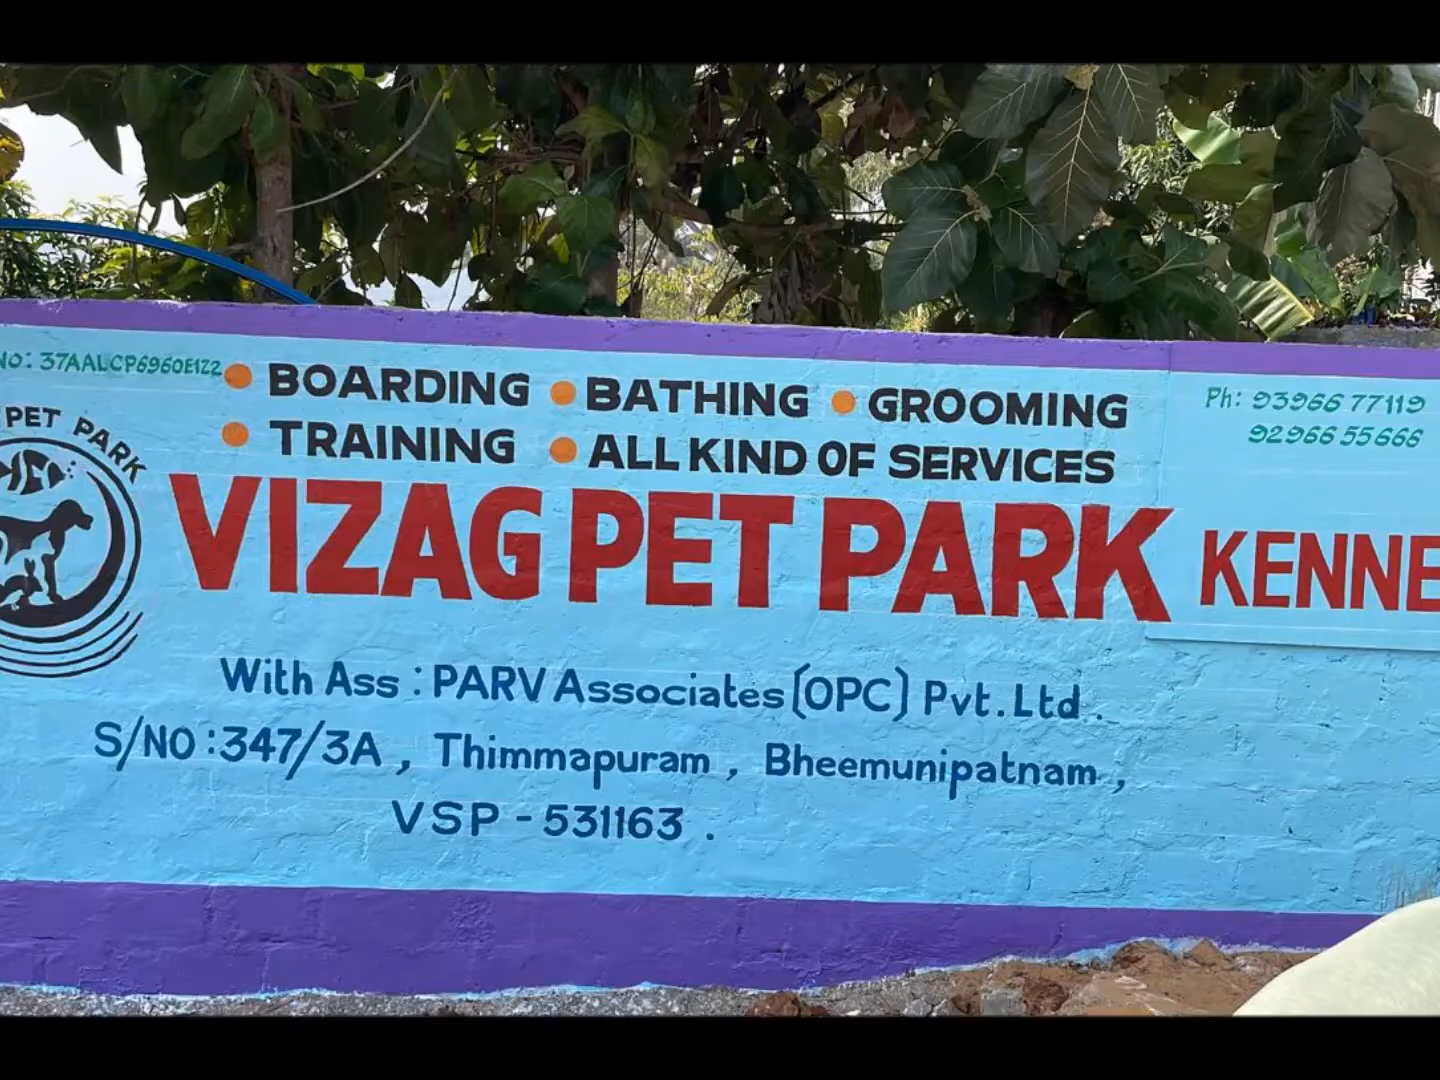 No: 37AALCP6960E1Z2
BOARDING BATHING GROOMING
TRAINING ALL KIND OF SERVICES
Ph: 93966 77119
92966 55666
PET PARK
VIZAG PET PARK KENNE
With Ass : PARV Associates (OPC) Pvt. Ltd .
S/NO : 347/3A , Thimmapuram , Bheemunipatnam ,
VSP - 531163 .